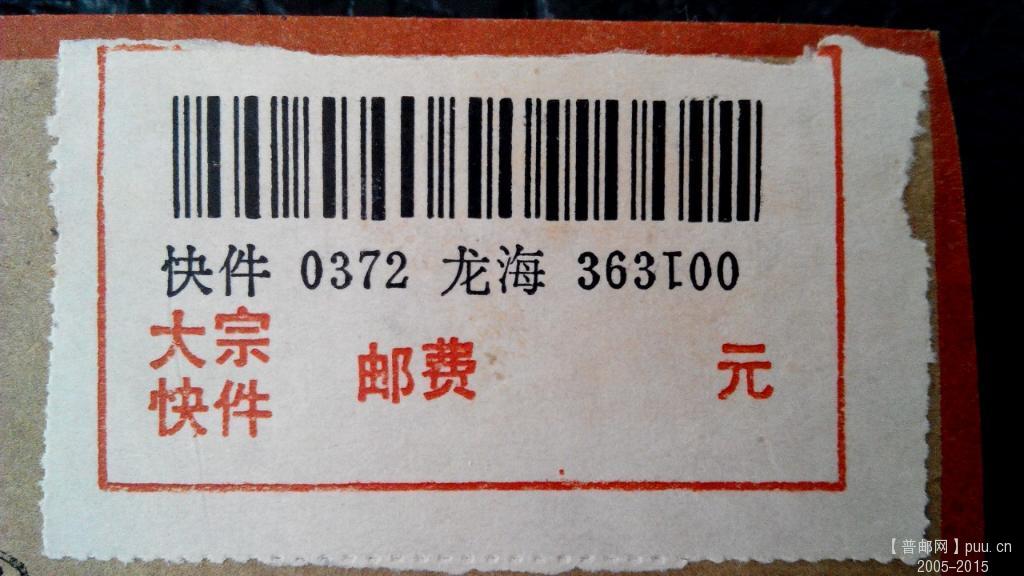 快件 0372 龙海 363100
大宗
快件
邮费 元
【普邮网】puu.cn
2005-2015